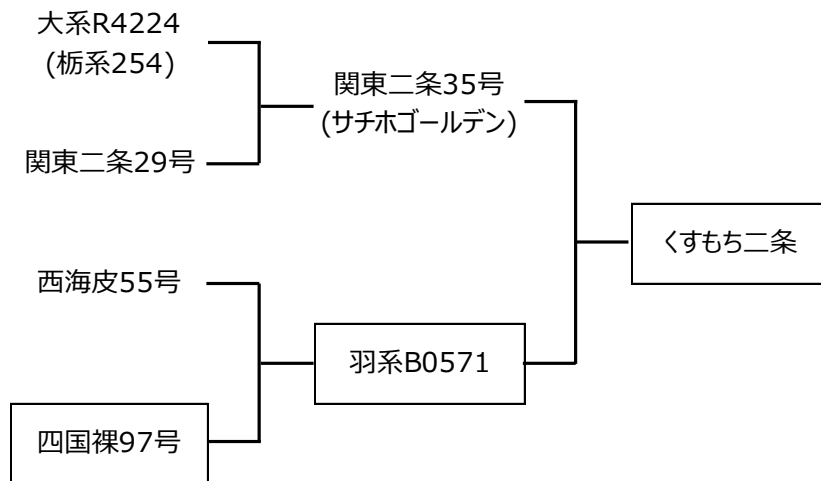 大系R4224
(栃系254)
関東二条35号
(サチホゴールデン)
関東二条29号
くすもち二条
西海皮55号
羽系B0571
四国裸97号